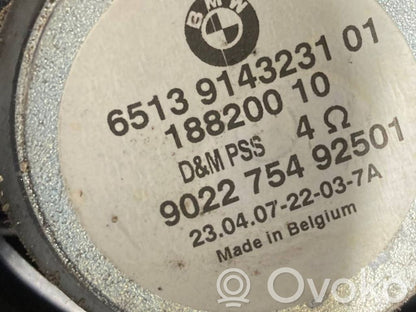 BMW
6513 9143231 01
188200 10
D&M PSS 4 Ω
9022 754 92501
23.04.07-22-03-7A
Made in Belgium
Ovoko